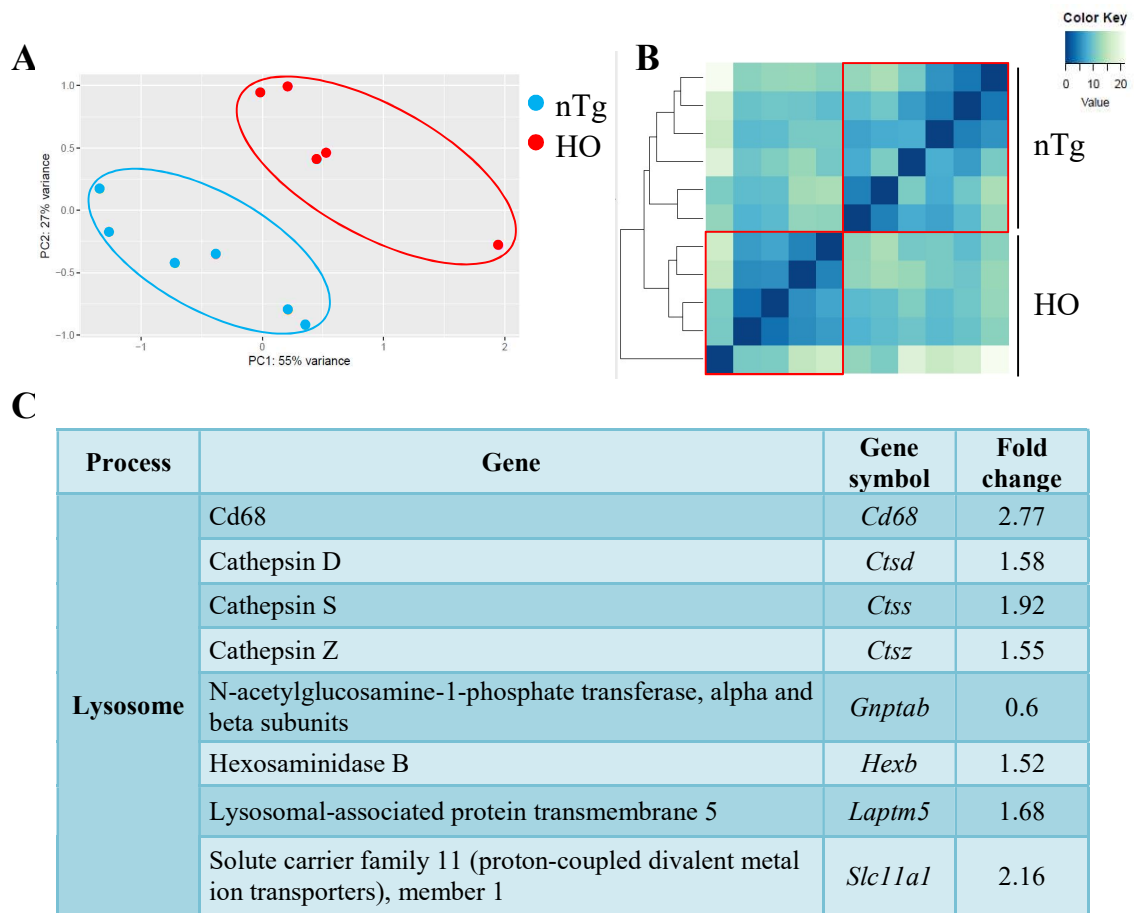 A
1.0
0.5
0.0
−0.5
−1.0
PC2: 27% variance
−1
0
1
2
PC1: 55% variance
nTg
HO
B
Color Key
0 10 20
Value
nTg
HO
C
Process
Gene
Gene
symbol
Fold
change
Lysosome
Cd68
Cd68
2.77
Cathepsin D
Ctsd
1.58
Cathepsin S
Ctss
1.92
Cathepsin Z
Ctsz
1.55
N-acetylglucosamine-1-phosphate transferase, alpha and
beta subunits
Gnptab
0.6
Hexosaminidase B
Hexb
1.52
Lysosomal-associated protein transmembrane 5
Laptm5
1.68
Solute carrier family 11 (proton-coupled divalent metal
ion transporters), member 1
Slc11a1
2.16